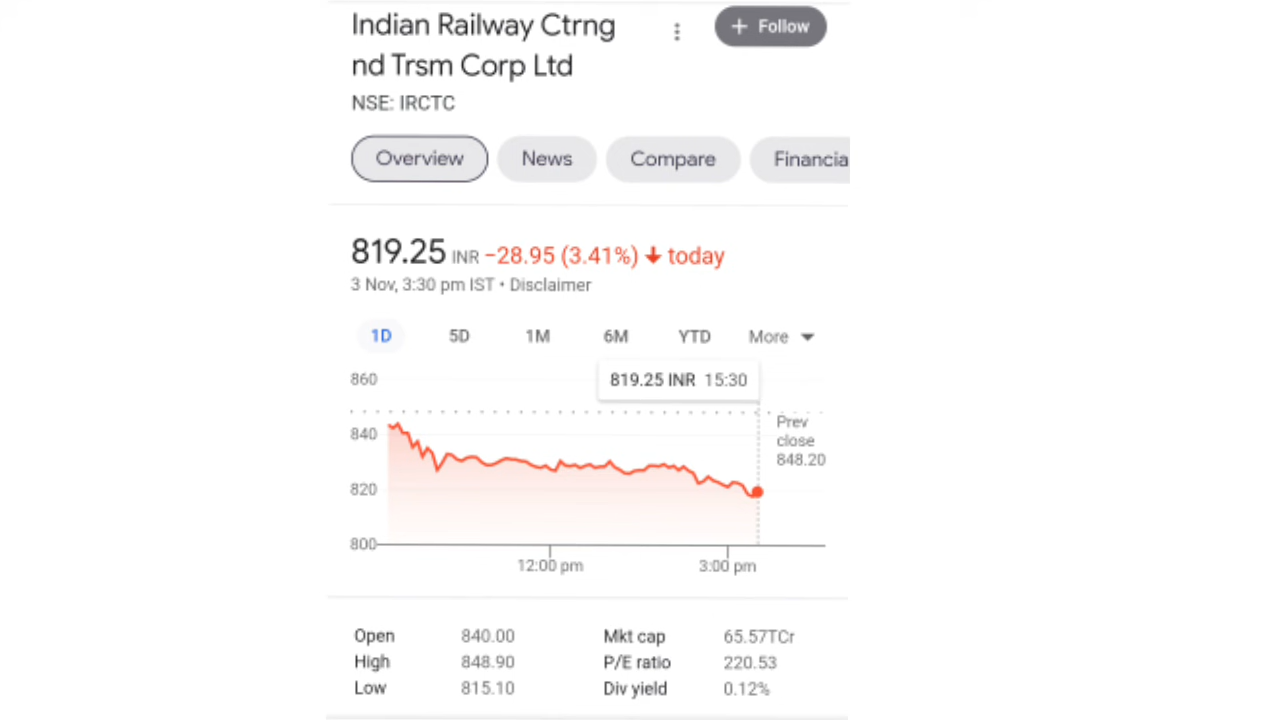 Indian Railway Ctrng
nd Trsm Corp Ltd
+ Follow
NSE: IRCTC
Overview News Compare Financia
819.25 INR −28.95 (3.41%) ↓ today
3 Nov, 3:30 pm IST • Disclaimer
1D 5D 1M 6M YTD More
819.25 INR 15:30
860
840
820
800
Prev
close
848.20
12:00 pm 3:00 pm
Open 840.00 Mkt cap 65.57TCr
High 848.90 P/E ratio 220.53
Low 815.10 Div yield 0.12%